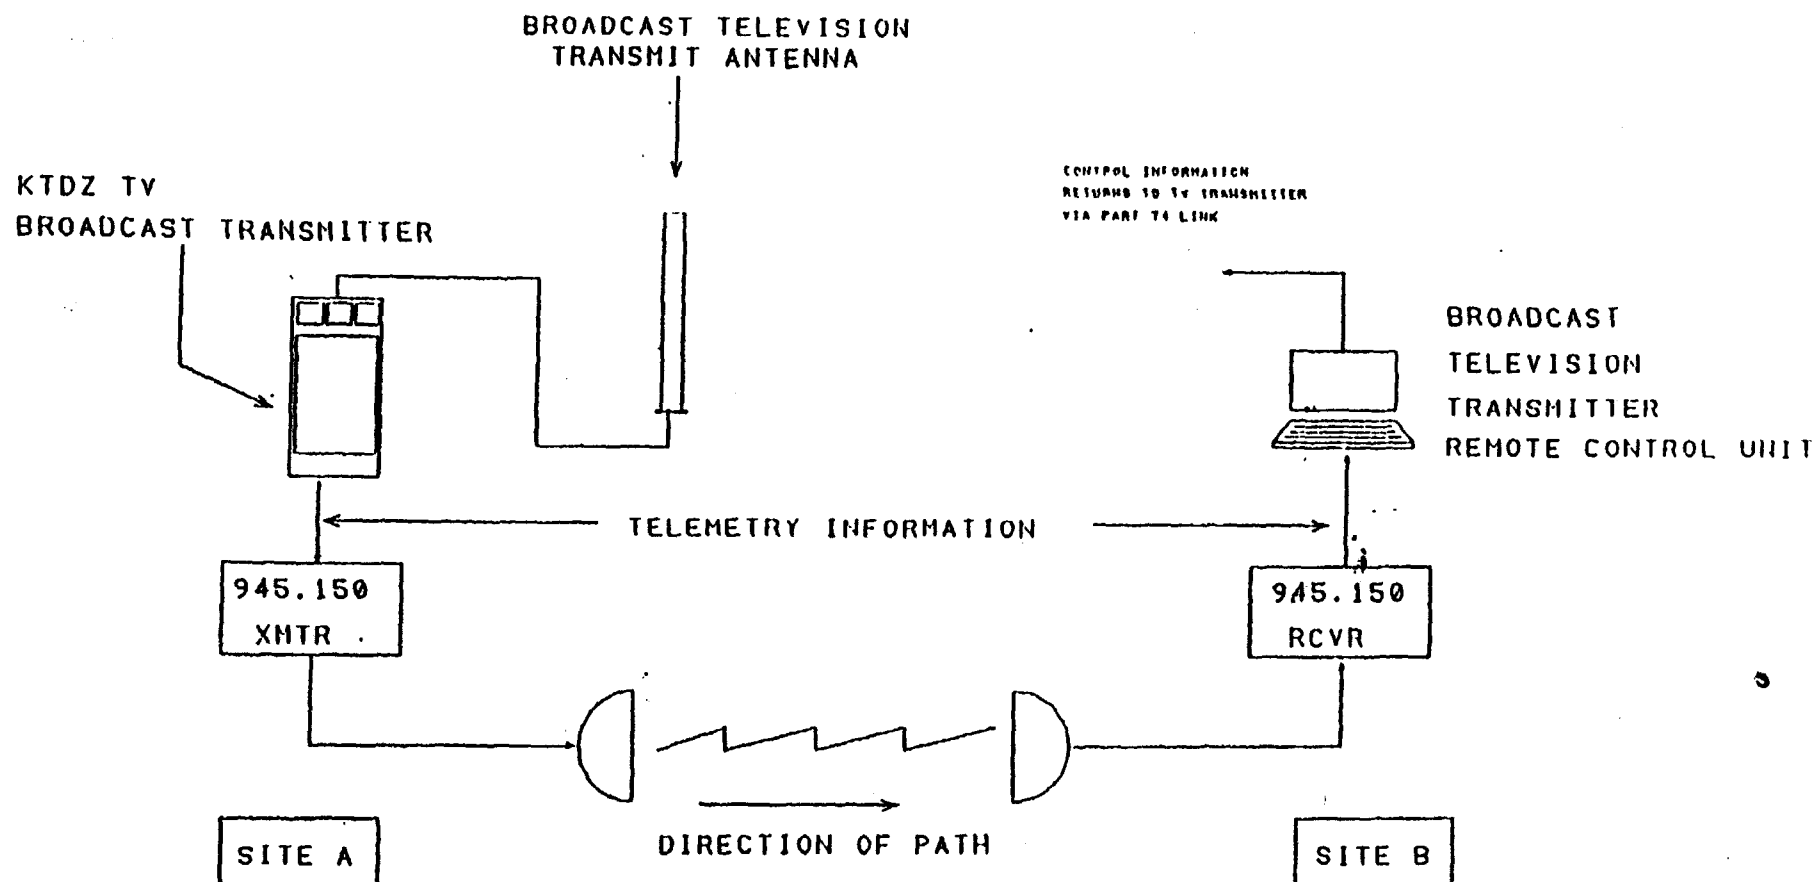 BROADCAST TELEVISION
TRANSMIT ANTENNA
KTDZ TV
BROADCAST TRANSMITTER
CONTROL INFORMATION
RETURNS TO TV TRANSMITTER
VIA PART 74 LINK
BROADCAST
TELEVISION
TRANSMITTER
REMOTE CONTROL UNIT
TELEMETRY INFORMATION
945.150
XMTR
945.150
RCVR
DIRECTION OF PATH
SITE A
SITE B